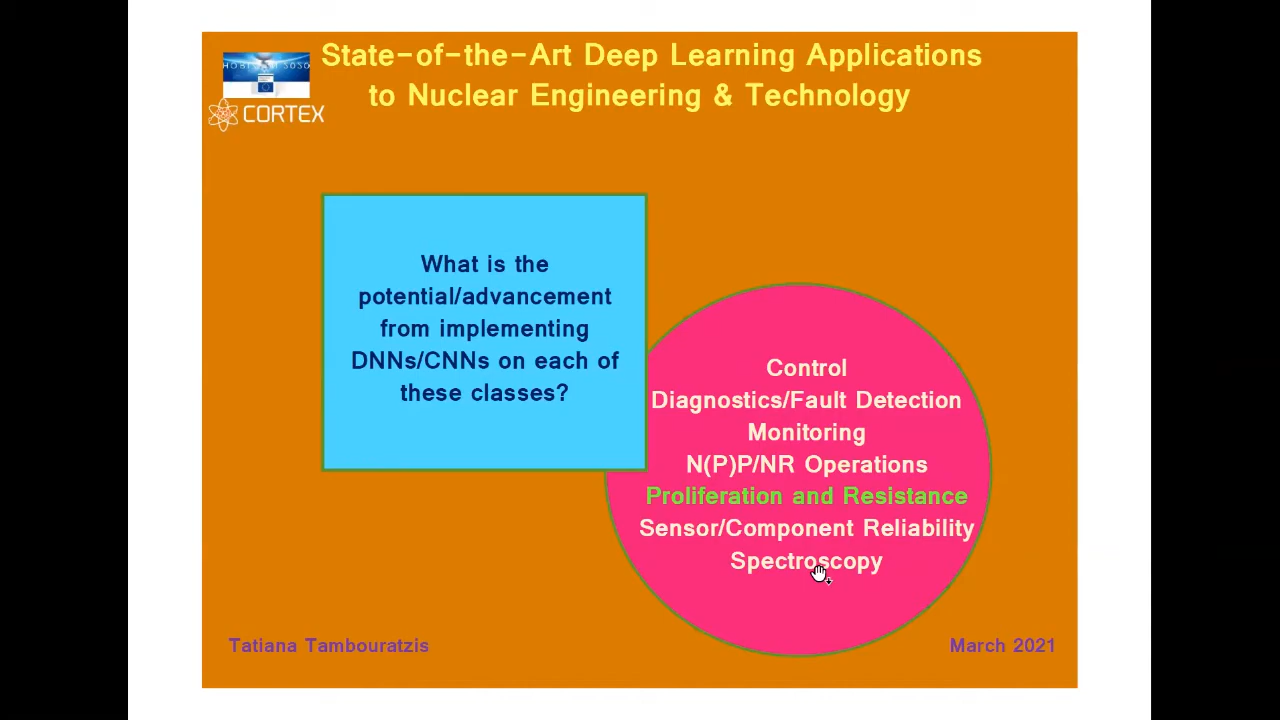 State-of-the-Art Deep Learning Applications
to Nuclear Engineering & Technology
CORTEX
What is the
potential/advancement
from implementing
DNNs/CNNs on each of
these classes?
Control
Diagnostics/Fault Detection
Monitoring
N(P)P/NR Operations
Proliferation and Resistance
Sensor/Component Reliability
Spectroscopy
Tatiana Tambouratzis
March 2021